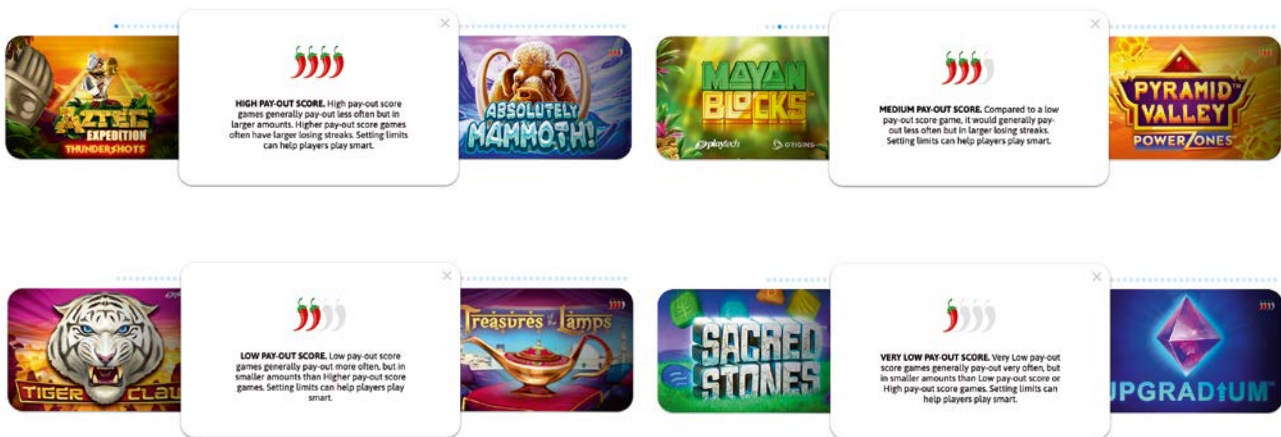 AZTEC
EXPEDITION
THUNDERSHOTS
HIGH PAY-OUT SCORE. High pay-out score
games generally pay-out less often but in
larger amounts. Higher pay-out score games
often have larger losing streaks. Setting limits
can help players play smart.
ABSOLUTELY
MAMMOTH!
MAYAN
BLOCKS™
playtech
ORIGINS
MEDIUM PAY-OUT SCORE. Compared to a low
pay-out score game, it would generally pay-
out less often but in larger losing streaks.
Setting limits can help players play smart.
PYRAMID™
VALLEY
POWER ZONES™
TIGER CLAW
LOW PAY-OUT SCORE. Low pay-out score
games generally pay-out more often, but in
smaller amounts than Higher pay-out score
games. Setting limits can help players play
smart.
Treasures of the Lamps
SACRED
STONES
VERY LOW PAY-OUT SCORE. Very Low pay-out
score games generally pay-out very often, but
in smaller amounts than Low pay-out score or
High pay-out score games. Setting limits can
help players play smart.
UPGRADIUM™